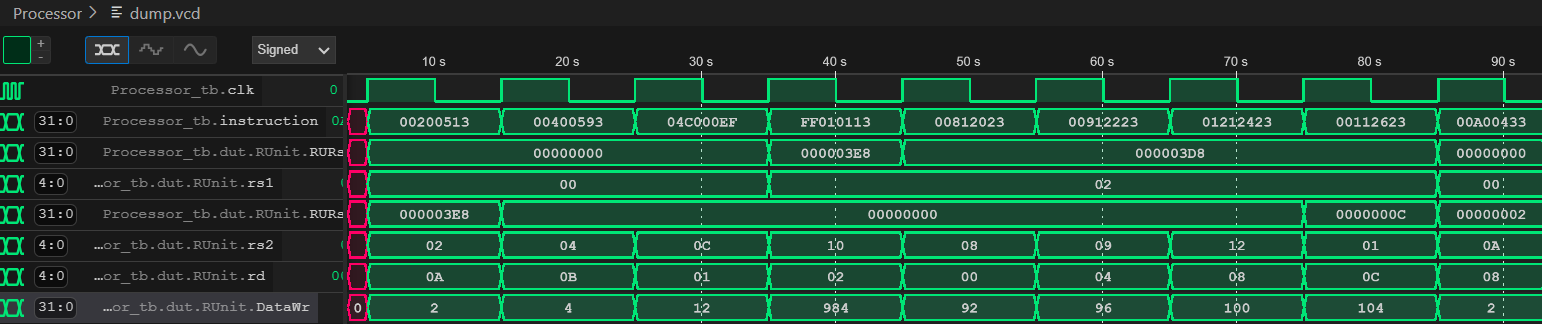 Processor > dump.vcd
+
-
Signed
10 s 20 s 30 s 40 s 50 s 60 s 70 s 80 s 90 s
Processor_tb.clk 0
31:0 Processor_tb.instruction 00200513 00400593 04C000EF FF010113 00812023 00912223 01212423 00112623 00A00433
31:0 Processor_tb.dut.RUnit.RURs 00000000 000003E8 000003D8 00000000
4:0 …or_tb.dut.RUnit.rs1 00 02 00
31:0 Processor_tb.dut.RUnit.RURs 000003E8 00000000 0000000C 00000002
4:0 …or_tb.dut.RUnit.rs2 02 04 0C 10 08 09 12 01 0A
4:0 …or_tb.dut.RUnit.rd 0A 0B 01 02 00 04 08 0C 08
31:0 …or_tb.dut.RUnit.DataWr 0 2 4 12 984 92 96 100 104 2